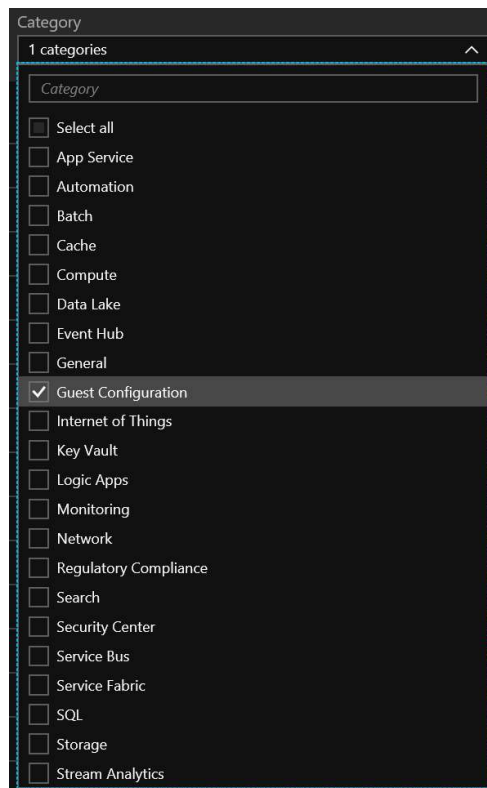 Category
1 categories
Category
Select all
App Service
Automation
Batch
Cache
Compute
Data Lake
Event Hub
General
Guest Configuration
Internet of Things
Key Vault
Logic Apps
Monitoring
Network
Regulatory Compliance
Search
Security Center
Service Bus
Service Fabric
SQL
Storage
Stream Analytics